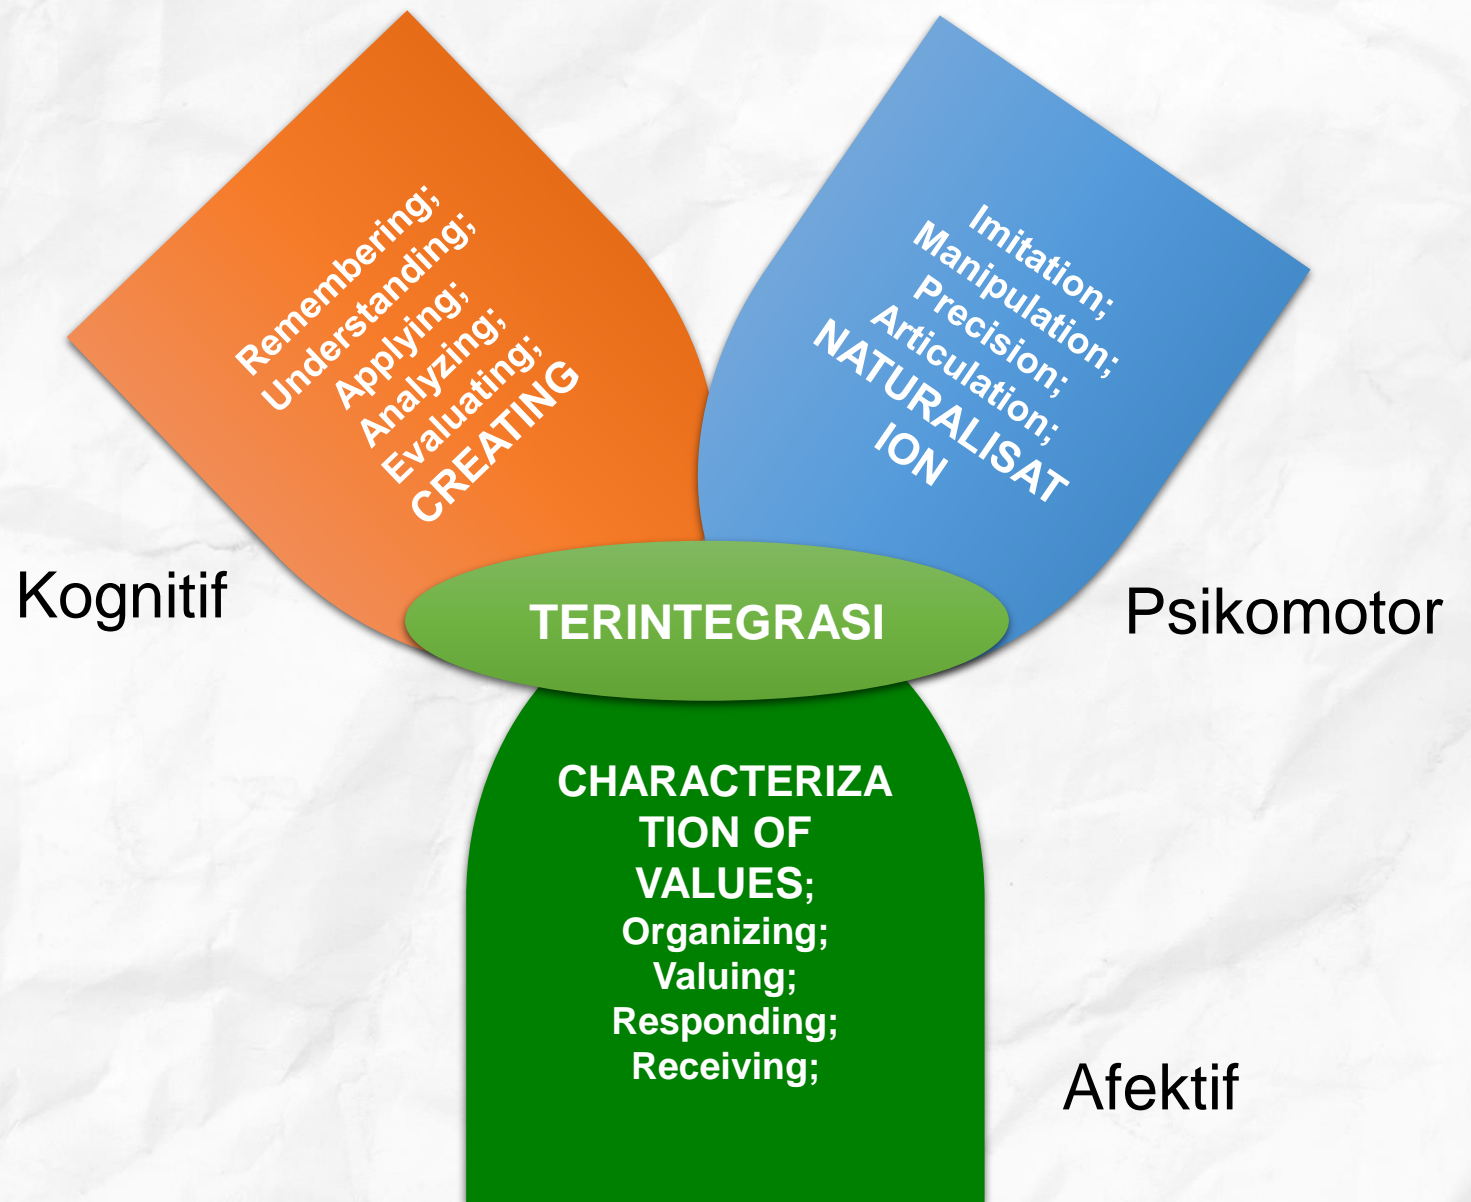 Remembering;
Understanding;
Applying;
Analyzing;
Evaluating;
CREATING
Imitation;
Manipulation;
Precision;
Articulation;
NATURALISAT
ION
Kognitif
TERINTEGRASI
Psikomotor
CHARACTERIZA
TION OF
VALUES;
Organizing;
Valuing;
Responding;
Receiving;
Afektif